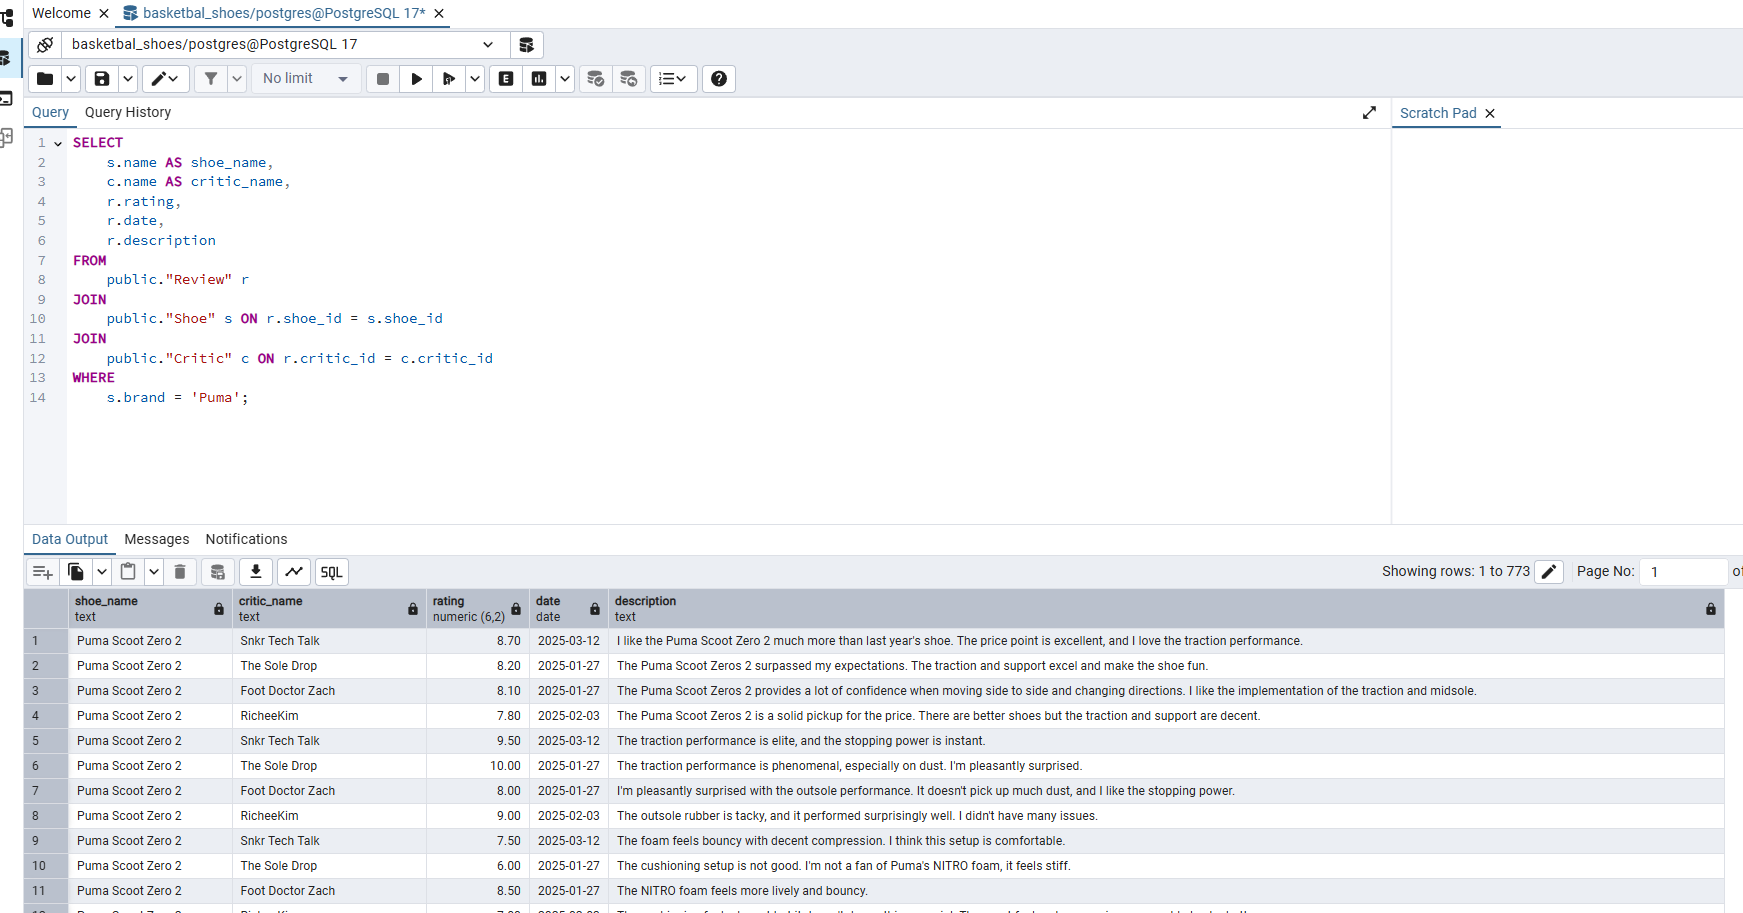 Welcome
basketbal_shoes/postgres@PostgreSQL 17*
basketbal_shoes/postgres@PostgreSQL 17
No limit
E
Query
Query History
Scratch Pad
1 SELECT
2 s.name AS shoe_name,
3 c.name AS critic_name,
4 r.rating,
5 r.date,
6 r.description
7 FROM
8 public."Review" r
9 JOIN
10 public."Shoe" s ON r.shoe_id = s.shoe_id
11 JOIN
12 public."Critic" c ON r.critic_id = c.critic_id
13 WHERE
14 s.brand = 'Puma';
Data Output Messages Notifications
SQL Showing rows: 1 to 773 Page No: 1 of
shoe_name critic_name rating date description
text text numeric (6,2) date text
1 Puma Scoot Zero 2 Snkr Tech Talk 8.70 2025-03-12 I like the Puma Scoot Zero 2 much more than last year's shoe. The price point is excellent, and I love the traction performance.
2 Puma Scoot Zero 2 The Sole Drop 8.20 2025-01-27 The Puma Scoot Zeros 2 surpassed my expectations. The traction and support excel and make the shoe fun.
3 Puma Scoot Zero 2 Foot Doctor Zach 8.10 2025-01-27 The Puma Scoot Zeros 2 provides a lot of confidence when moving side to side and changing directions. I like the implementation of the traction and midsole.
4 Puma Scoot Zero 2 RicheeKim 7.80 2025-02-03 The Puma Scoot Zeros 2 is a solid pickup for the price. There are better shoes but the traction and support are decent.
5 Puma Scoot Zero 2 Snkr Tech Talk 9.50 2025-03-12 The traction performance is elite, and the stopping power is instant.
6 Puma Scoot Zero 2 The Sole Drop 10.00 2025-01-27 The traction performance is phenomenal, especially on dust. I'm pleasantly surprised.
7 Puma Scoot Zero 2 Foot Doctor Zach 8.00 2025-01-27 I'm pleasantly surprised with the outsole performance. It doesn't pick up much dust, and I like the stopping power.
8 Puma Scoot Zero 2 RicheeKim 9.00 2025-02-03 The outsole rubber is tacky, and it performed surprisingly well. I didn't have many issues.
9 Puma Scoot Zero 2 Snkr Tech Talk 7.50 2025-03-12 The foam feels bouncy with decent compression. I think this setup is comfortable.
10 Puma Scoot Zero 2 The Sole Drop 6.00 2025-01-27 The cushioning setup is not good. I'm not a fan of Puma's NITRO foam, it feels stiff.
11 Puma Scoot Zero 2 Foot Doctor Zach 8.50 2025-01-27 The NITRO foam feels more lively and bouncy.